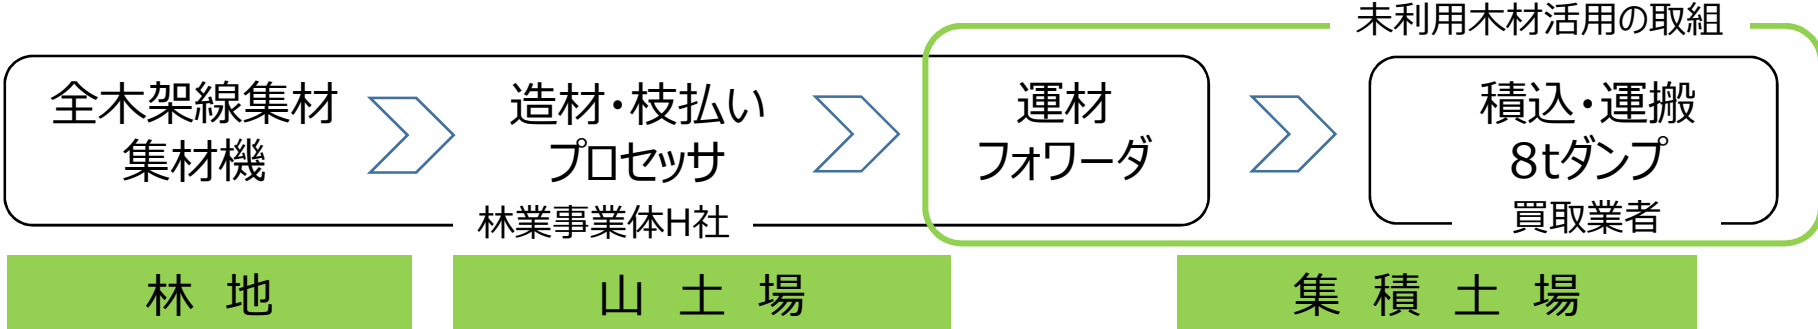 未利用木材活用の取組
全木架線集材
集材機
造材・枝払い
プロセッサ
運材
フォワーダ
積込・運搬
8tダンプ
林業事業体H社
買取業者
林地
山土場
集積土場